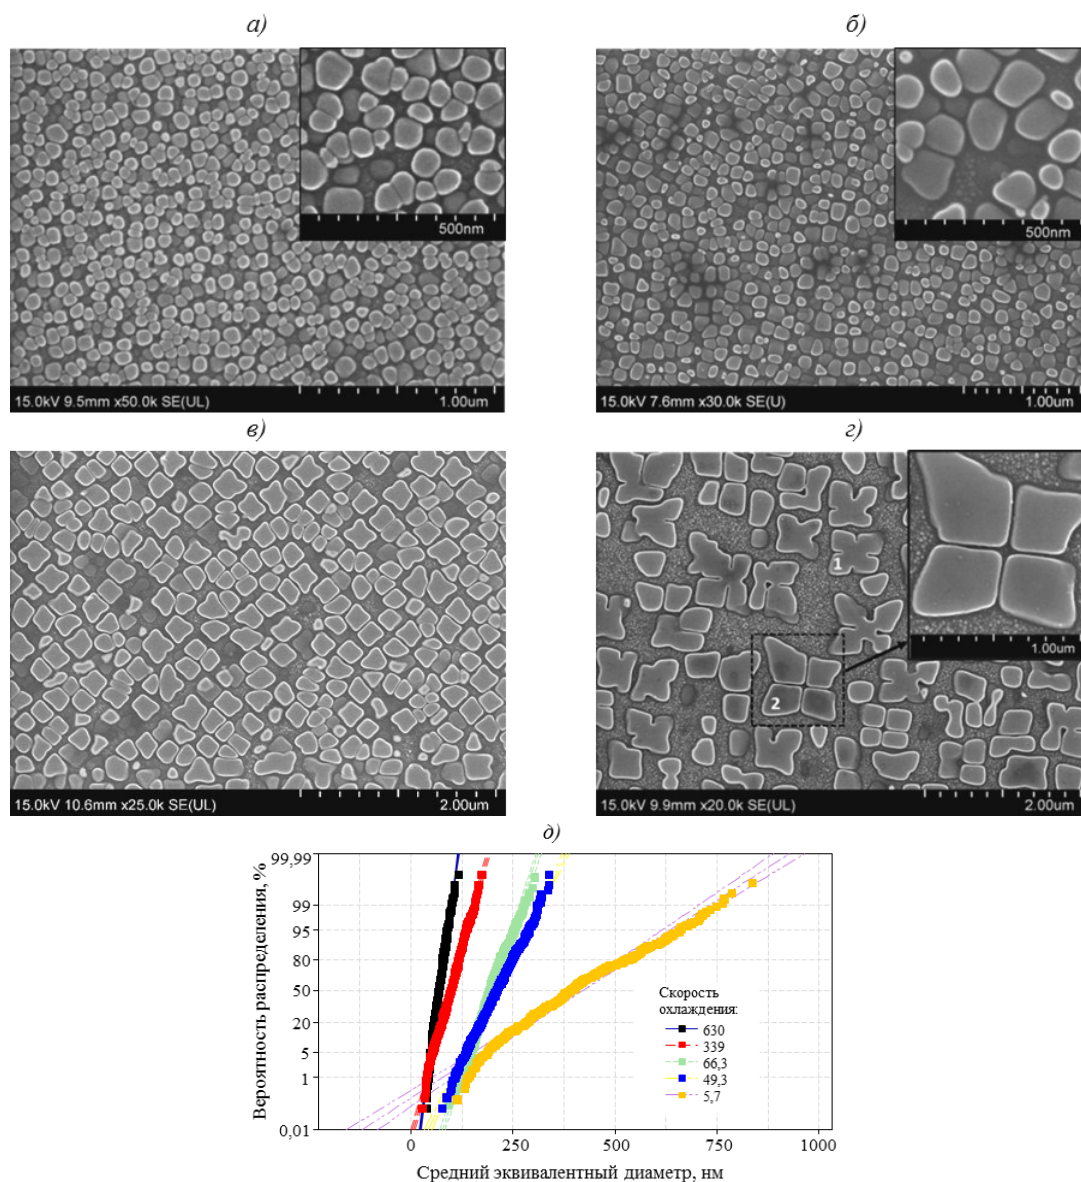 а)
б)
500nm
500nm
15.0kV 9.5mm x50.0k SE(UL)
1.00um
15.0kV 7.6mm x30.0k SE(U)
1.00um
в)
г)
1
1.00um
2
15.0kV 10.6mm x25.0k SE(UL)
2.00um
15.0kV 9.9mm x20.0k SE(UL)
2.00um
д)
Вероятность распределения, %
99,99
99
95
80
50
20
5
1
0,01
Скорость
охлаждения:
630
339
66,3
49,3
5,7
0
250
500
750
1000
Средний эквивалентный диаметр, нм